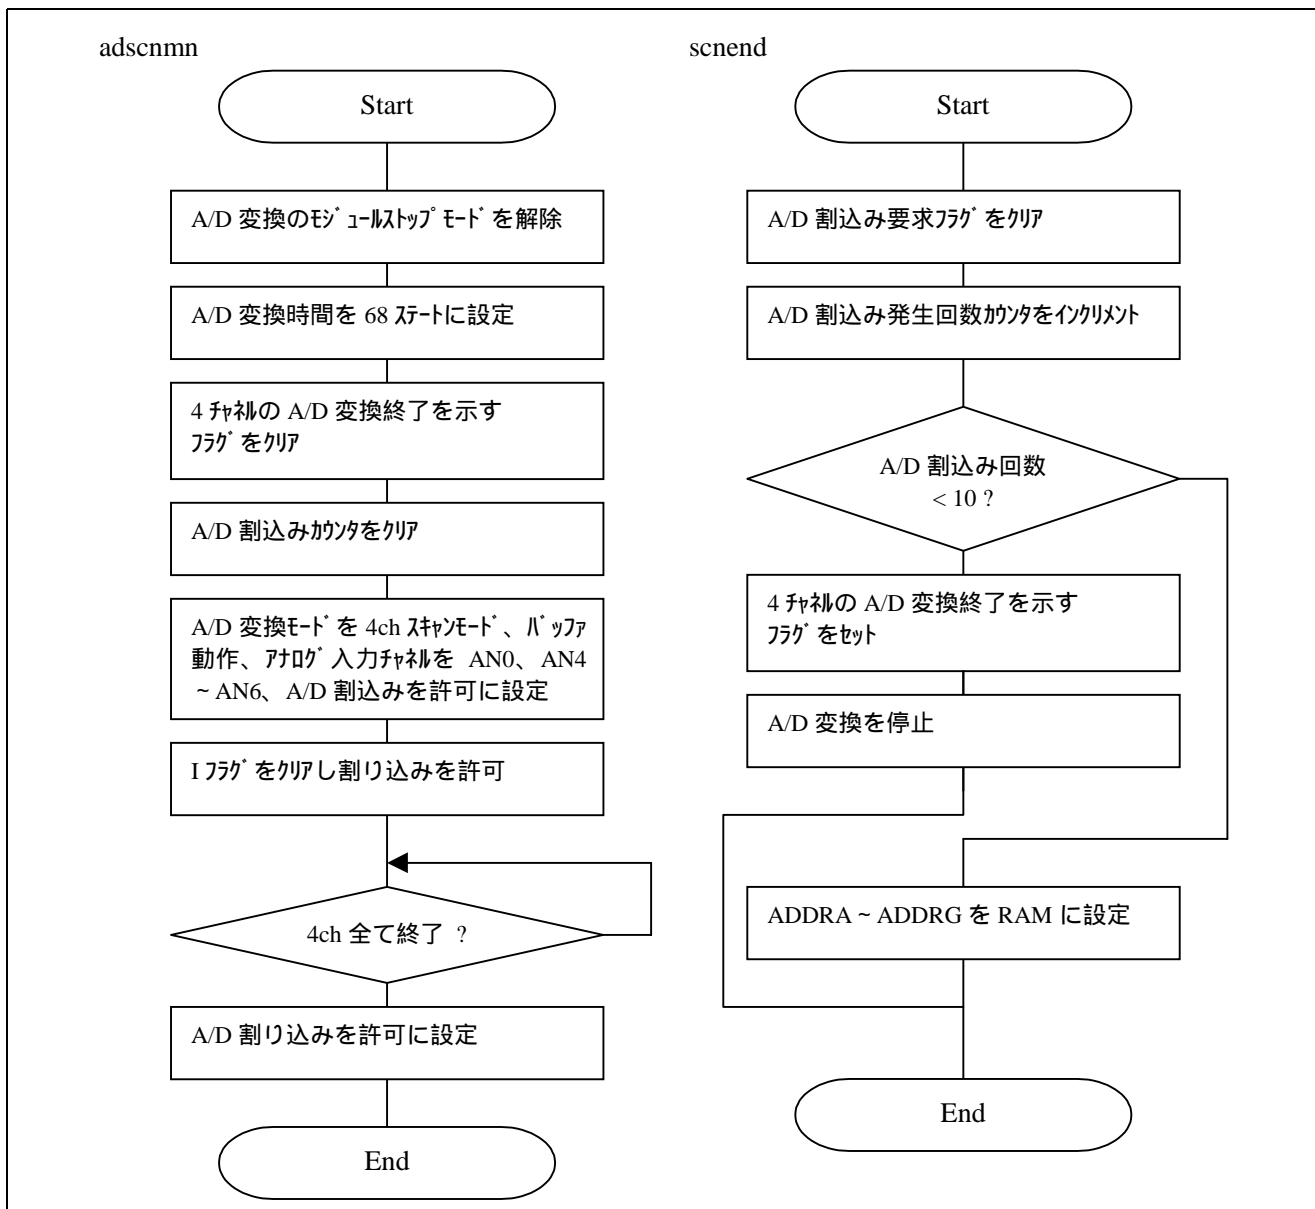 adscnmn
Start
A/D 変換のﾓｼﾞｭｰﾙｽﾄｯﾌﾟﾓｰﾄﾞを解除
A/D 変換時間を 68 ｽﾃｰﾄに設定
4 ﾁｬﾈﾙの A/D 変換終了を示す
ﾌﾗｸﾞをｸﾘｱ
A/D 割込みｶｳﾝﾀをｸﾘｱ
A/D 変換ﾓｰﾄﾞを 4ch ｽｷｬﾝﾓｰﾄﾞ、ﾊﾞｯﾌｧ
動作、ｱﾅﾛｸﾞ入力ﾁｬﾈﾙを AN0、AN4
~ AN6、A/D 割込みを許可に設定
I ﾌﾗｸﾞをｸﾘｱし割り込みを許可
4ch 全て終了 ?
A/D 割り込みを許可に設定
End
scnend
Start
A/D 割込み要求ﾌﾗｸﾞをｸﾘｱ
A/D 割込み発生回数ｶｳﾝﾀをｲﾝｸﾘﾒﾝﾄ
A/D 割込み回数
< 10 ?
4 ﾁｬﾈﾙの A/D 変換終了を示す
ﾌﾗｸﾞをｾｯﾄ
A/D 変換を停止
ADDRA ~ ADDRG を RAM に設定
End